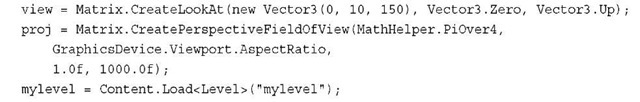 view = Matrix.CreateLookAt(new Vector3(0, 10, 150), Vector3.Zero, Vector3.Up);
proj = Matrix.CreatePerspectiveFieldOfView(MathHelper.PiOver4,
    GraphicsDevice.Viewport.AspectRatio,
    1.0f, 1000.0f);
mylevel = Content.Load<Level>("mylevel");